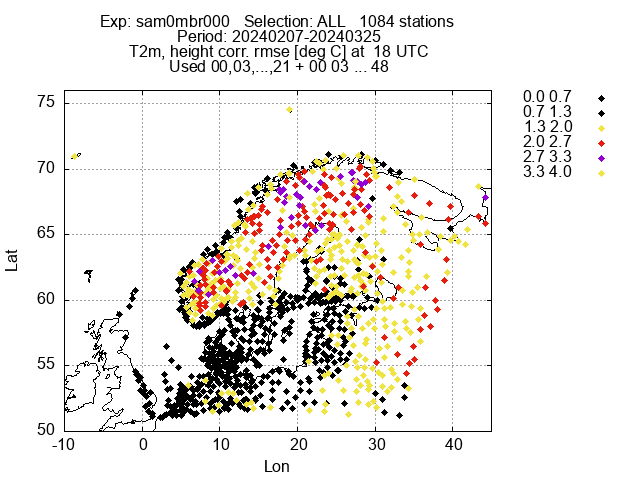 Exp: sam0mbr000   Selection: ALL   1084 stations
Period: 20240207-20240325
T2m, height corr. rmse [deg C] at  18 UTC
Used 00,03,...,21 + 00 03 ... 48
0.0 0.7
0.7 1.3
1.3 2.0
2.0 2.7
2.7 3.3
3.3 4.0
75
70
65
60
55
50
Lat
-10 0 10 20 30 40
Lon